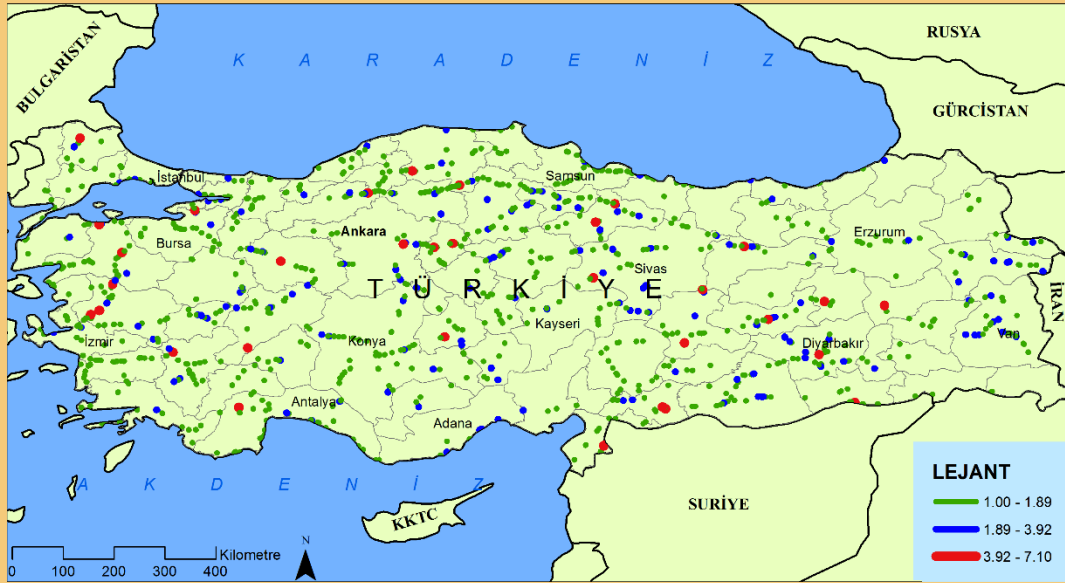 BULGARİSTAN
K A R A D E N İ Z
RUSYA
GÜRCİSTAN
İstanbul
Samsun
Bursa
Ankara
Erzurum
Sivas
T Ü R K İ Y E
İRAN
Kayseri
Van
İzmir
Konya
Diyarbakır
Antalya
Adana
A K D E N İ Z
KKTC
SURİYE
LEJANT
1.00 - 1.89
1.89 - 3.92
3.92 - 7.10
N
Kilometre
0 100 200 300 400